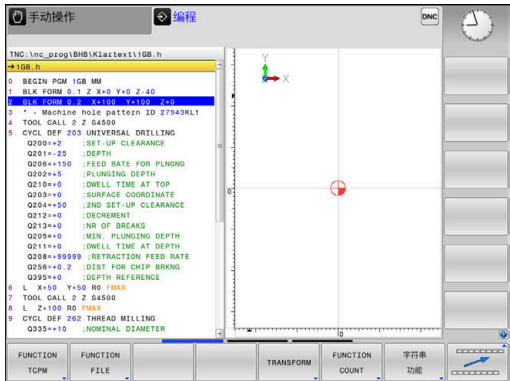 手动操作
编程
DNC
TNC:\nc_prog\BHB\Klartext\1GB.h
→1GB.h
0 BEGIN PGM 1GB MM
1 BLK FORM 0.1 Z X+0 Y+0 Z-40
2 BLK FORM 0.2 X+100 Y+100 Z+0
3 * - Machine hole pattern ID 27943KL1
4 TOOL CALL 2 Z S4500
5 CYCL DEF 203 UNIVERSAL DRILLING
Q200=+2 ;SET-UP CLEARANCE
Q201=-25 ;DEPTH
Q206=+150 ;FEED RATE FOR PLNGNG
Q202=+5 ;PLUNGING DEPTH
Q210=+0 ;DWELL TIME AT TOP
Q203=+0 ;SURFACE COORDINATE
Q204=+50 ;2ND SET-UP CLEARANCE
Q212=+0 ;DECREMENT
Q213=+0 ;NR OF BREAKS
Q205=+0 ;MIN. PLUNGING DEPTH
Q211=+0 ;DWELL TIME AT DEPTH
Q208=+99999 ;RETRACTION FEED RATE
Q256=+0.2 ;DIST FOR CHIP BRKNG
Q395=+0 ;DEPTH REFERENCE
6 L X+50 Y+50 R0 FMAX
7 TOOL CALL 2 Z S4500
8 L Z+100 R0 FMAX
9 CYCL DEF 262 THREAD MILLING
Q335=+10 ;NOMINAL DIAMETER
Y
X
0
0
FUNCTION
TCPM
FUNCTION
FILE
TRANSFORM
FUNCTION
COUNT
字符串
功能